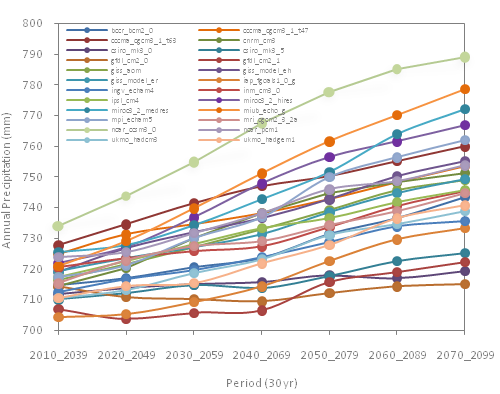 800
790
780
770
760
750
740
730
720
710
700
Annual Precipitation (mm)
bccr_bcm2_0 cccma_cgcm3_1_t47
cccma_cgcm3_1_t63 cnrm_cm3
csiro_mk3_0 csiro_mk3_5
gfdl_cm2_0 gfdl_cm2_1
giss_aom giss_model_eh
giss_model_er iap_fgoals1_0_g
ingv_echam4 inm_cm3_0
ipsl_cm4 miroc3_2_hires
miroc3_2_medres miub_echo_g
mpi_echam5 mri_cgcm2_3_2a
ncar_ccsm3_0 ncar_pcm1
ukmo_hadcm3 ukmo_hadgem1
2010_2039 2020_2049 2030_2059 2040_2069 2050_2079 2060_2089 2070_2099
Period (30yr)